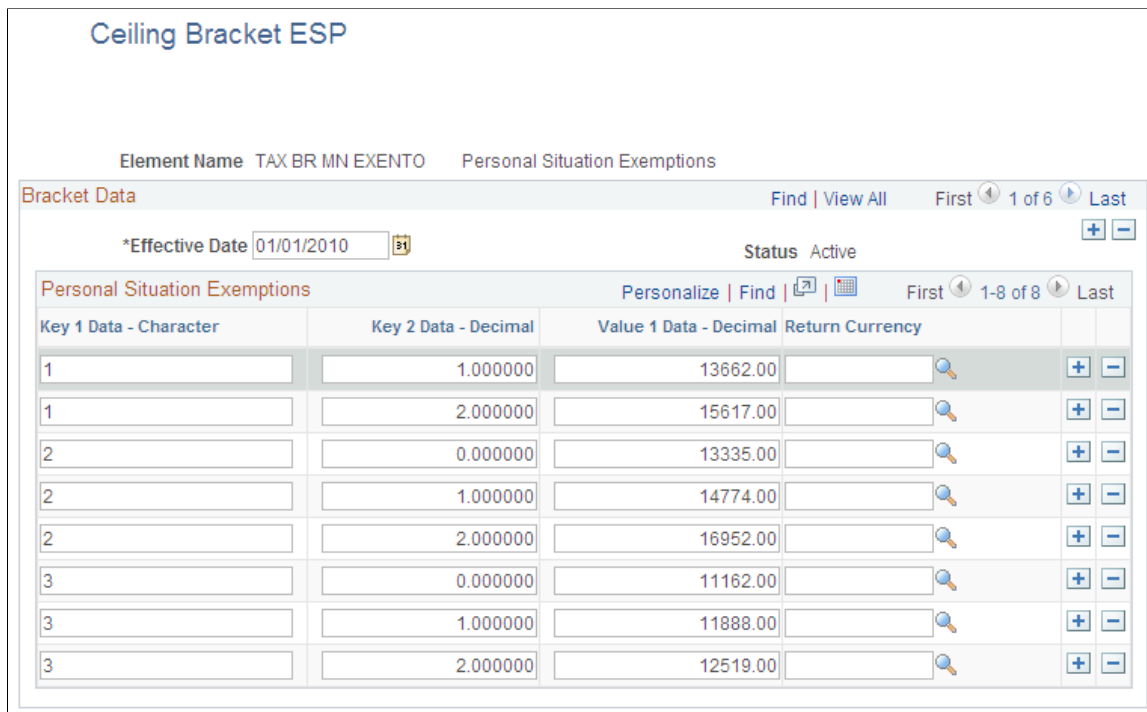 Ceiling Bracket ESP
Element Name TAX BR MN EXENTO Personal Situation Exemptions
Bracket Data Find | View All First 1 of 6 Last
*Effective Date 01/01/2010 31 Status Active
Personal Situation Exemptions Personalize | Find | | First 1-8 of 8 Last
Key 1 Data - Character Key 2 Data - Decimal Value 1 Data - Decimal Return Currency
1 1.000000 13662.00
1 2.000000 15617.00
2 0.000000 13335.00
2 1.000000 14774.00
2 2.000000 16952.00
3 0.000000 11162.00
3 1.000000 11888.00
3 2.000000 12519.00